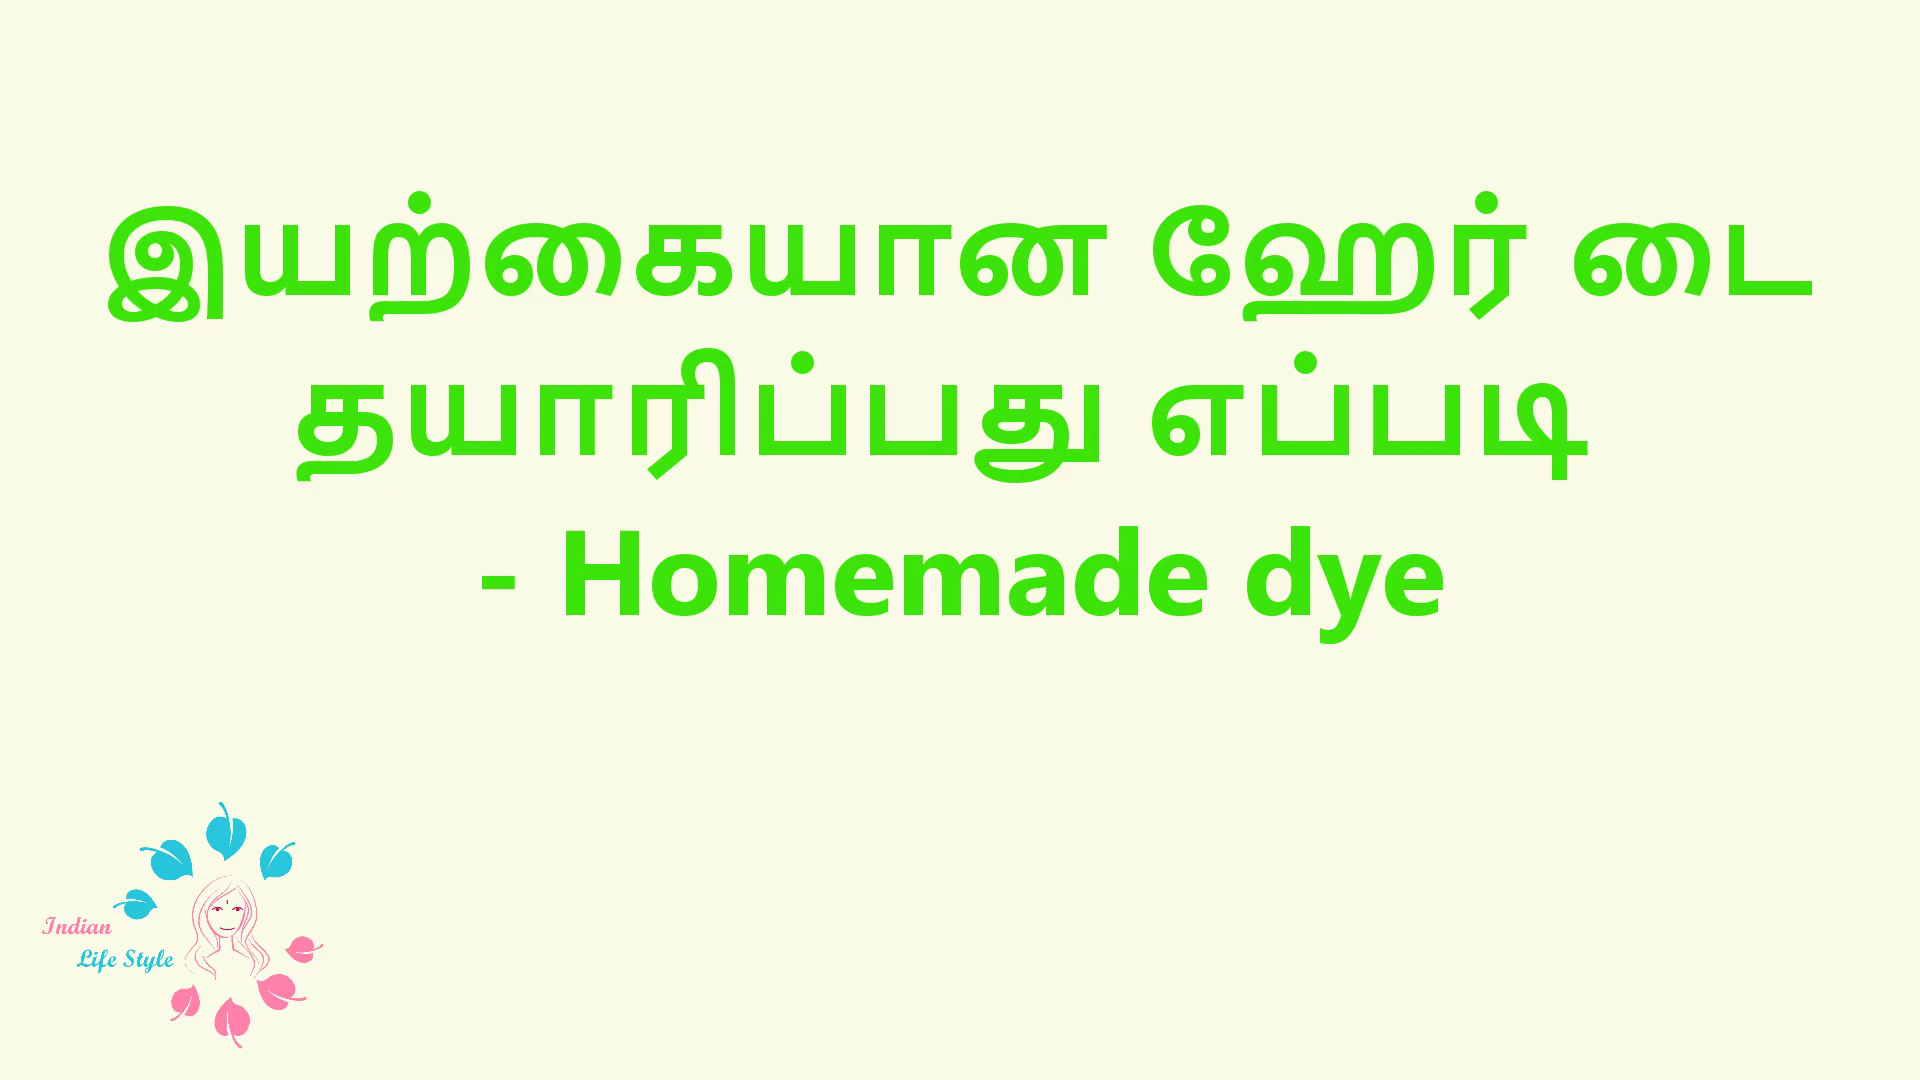 இயற்கையான ஹேர் டை
தயாரிப்பது எப்படி
- Homemade dye
Indian
Life Style